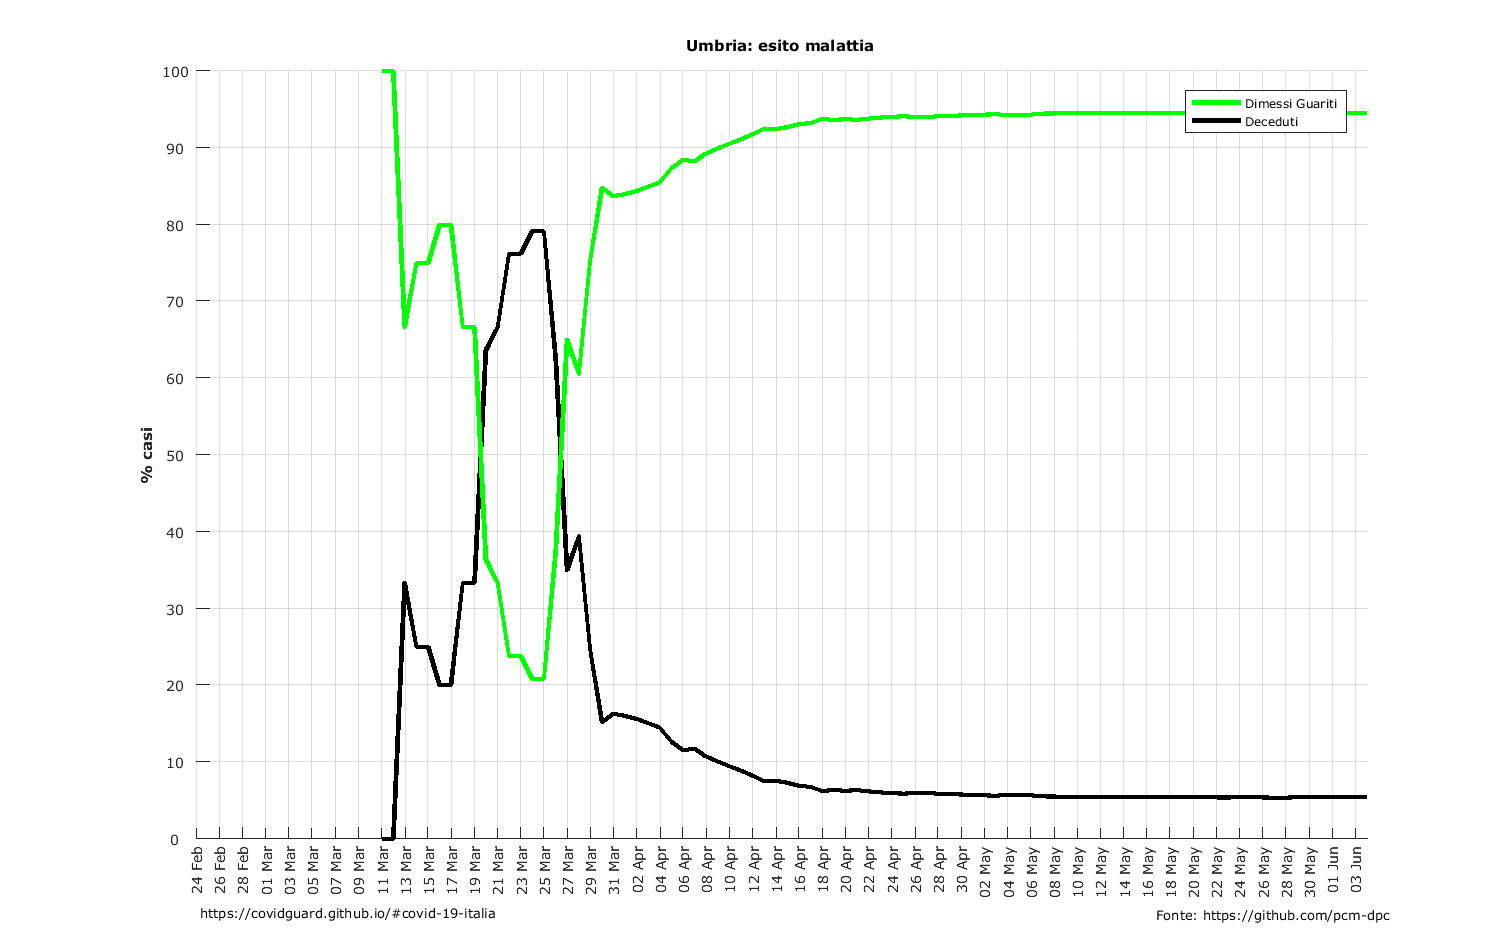 Umbria: esito malattia
100
90
80
70
60
50
40
30
20
10
0
% casi
Dimessi Guariti
Deceduti
24 Feb
26 Feb
28 Feb
01 Mar
03 Mar
05 Mar
07 Mar
09 Mar
11 Mar
13 Mar
15 Mar
17 Mar
19 Mar
21 Mar
23 Mar
25 Mar
27 Mar
29 Mar
31 Mar
02 Apr
04 Apr
06 Apr
08 Apr
10 Apr
12 Apr
14 Apr
16 Apr
18 Apr
20 Apr
22 Apr
24 Apr
26 Apr
28 Apr
30 Apr
02 May
04 May
06 May
08 May
10 May
12 May
14 May
16 May
18 May
20 May
22 May
24 May
26 May
28 May
30 May
01 Jun
03 Jun
https://covidguard.github.io/#covid-19-italia
Fonte: https://github.com/pcm-dpc